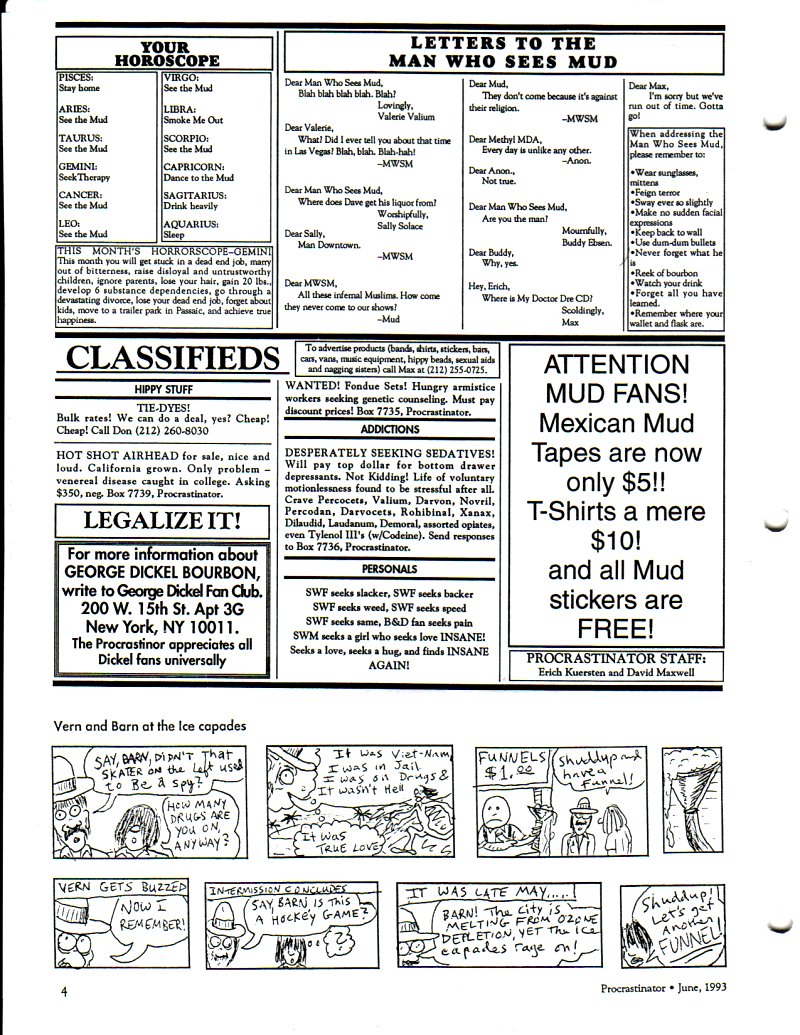 YOUR
HOROSCOPE
PISCES:
Stay home
ARIES:
See the Mud
TAURUS:
See the Mud
GEMINI:
SeekTherapy
CANCER:
See the Mud
LEO:
See the Mud
VIRGO:
See the Mud
LIBRA:
Smoke Me Out
SCORPIO:
See the Mud
CAPRICORN:
Dance to the Mud
SAGITARIUS:
Drink heavily
AQUARIUS:
Sleep
THIS MONTH'S HORRORSCOPE–GEMINI
This month you will get stuck in a dead end job, marry
out of bitterness, raise disloyal and untrustworthy
children, ignore parents, lose your hair, gain 20 lbs.,
develop 6 substance dependencies, go through a
devastating divorce, lose your dead end job, forget about
kids, move to a trailer park in Passaic, and achieve true
happiness.
LETTERS TO THE
MAN WHO SEES MUD
Dear Man Who Sees Mud,
Blah blah blah blah. Blah?
Lovingly,
Valerie Valium
Dear Valerie,
What? Did I ever tell you about that time
in Las Vegas? Blah, blah. Blah-hah!
–MWSM
Dear Man Who Sees Mud,
Where does Dave get his liquor from?
Worshipfully,
Sally Solace
Dear Sally,
Man Downtown.
–MWSM
Dear MWSM,
All these infernal Muslims. How come
they never come to our shows?
–Mud
Dear Mud,
They don't come because it's against
their religion.
–MWSM
Dear Methyl MDA,
Every day is unlike any other.
–Anon.
Dear Anon.,
Not true.
Dear Man Who Sees Mud,
Are you the man?
Mournfully,
Buddy Ebsen.
Dear Buddy,
Why, yes.
Hey, Erich,
Where is My Doctor Dre CD?
Scoldingly,
Max
Dear Max,
I'm sorry but we've
run out of time. Gotta
go!
When addressing the
Man Who Sees Mud,
please remember to:
•Wear sunglasses,
mittens
•Feign terror
•Sway ever so slightly
•Make no sudden facial
expressions
•Keep back to wall
•Use dum-dum bullets
•Never forget what he
is
•Reek of bourbon
•Watch your drink
•Forget all you have
learned.
•Remember where your
wallet and flask are.
CLASSIFIEDS
To advertise products (bands, shirts, stickers, bars,
cars, vans, music equipment, hippy beads, sexual aids
and nagging sisters) call Max at (212) 255-0725.
HIPPY STUFF
TIE-DYES!
Bulk rates! We can do a deal, yes? Cheap!
Cheap! Call Don (212) 260-8030
HOT SHOT AIRHEAD for sale, nice and
loud. California grown. Only problem –
venereal disease caught in college. Asking
$350, neg. Box 7739, Procrastinator.
LEGALIZE IT!
For more information about
GEORGE DICKEL BOURBON,
write to George Dickel Fan Club.
200 W. 15th St. Apt 3G
New York, NY 10011.
The Procrastinor appreciates all
Dickel fans universally
WANTED! Fondue Sets! Hungry armistice
workers seeking genetic counseling. Must pay
discount prices! Box 7735, Procrastinator.
ADDICTIONS
DESPERATELY SEEKING SEDATIVES!
Will pay top dollar for bottom drawer
depressants. Not Kidding! Life of voluntary
motionlessness found to be stressful after all.
Crave Percocets, Valium, Darvon, Novril,
Percodan, Darvocets, Rohibinal, Xanax,
Dilaudid, Laudanum, Demoral, assorted opiates,
even Tylenol III's (w/Codeine). Send responses
to Box 7736, Procrastinator.
PERSONALS
SWF seeks slacker, SWF seeks backer
SWF seeks weed, SWF seeks speed
SWF seeks same, B&D fan seeks pain
SWM seeks a girl who seeks love INSANE!
Seeks a love, seeks a hug, and finds INSANE
AGAIN!
ATTENTION
MUD FANS!
Mexican Mud
Tapes are now
only $5!!
T-Shirts a mere
$10!
and all Mud
stickers are
FREE!
PROCRASTINATOR STAFF:
Erich Kuersten and David Maxwell
Vern and Barn at the Ice capades
SAY, BARN, DIDN'T That
SKATER ON the Left used
to Be a spy?
HOW MANY
DRUGS ARE
YOU ON,
ANYWAY?
It was Viet-Nam
I was in Jail
I was on Drugs &
It wasn't Hell
It was
TRUE LOVE
FUNNELS
$1.00
Shuddup and
have a
Funnel!
VERN GETS BUZZED
NOW I
REMEMBER!
INTERMISSION CONCLUDES
SAY, BARN IS THIS
A HOCKEY GAME?
?
IT WAS LATE MAY....!
BARN! The City is
MELTING FROM OZONE
DEPLETION, YET the Ice
capades rage on!
Shuddup!
Let's get
Another
FUNNEL!
4
Procrastinator • June, 1993